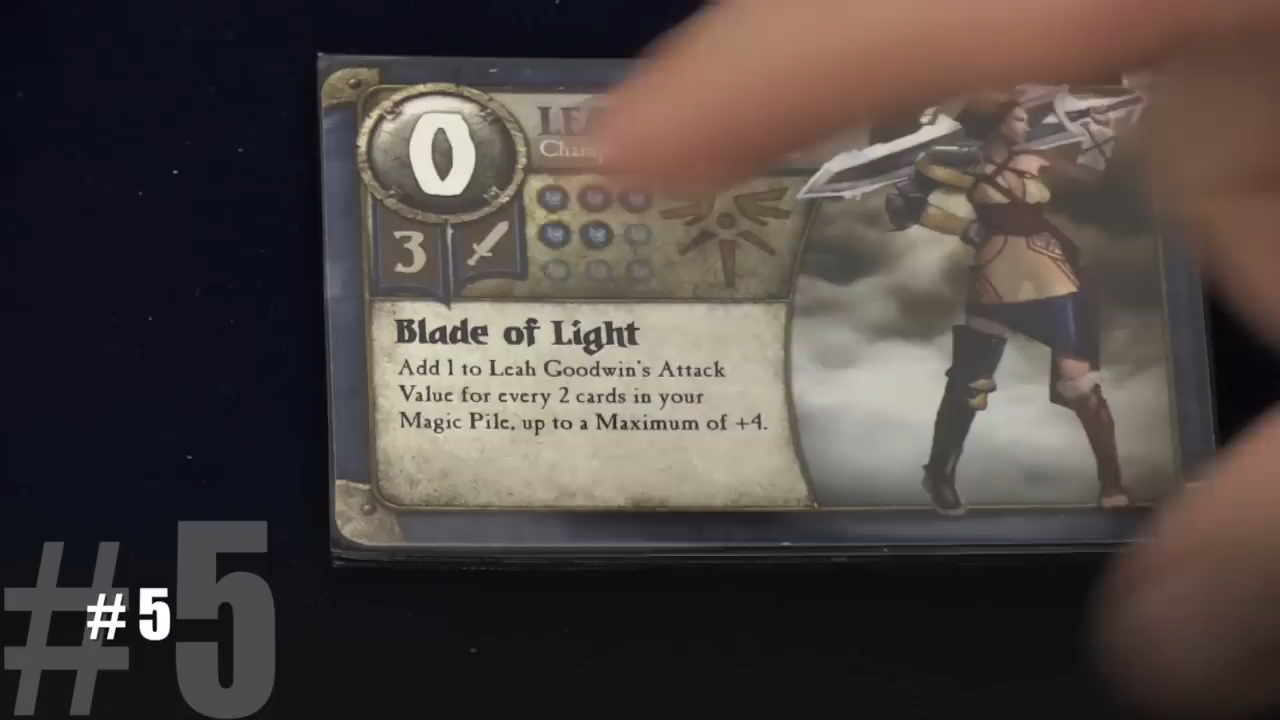 0
3
Blade of Light
Add 1 to Leah Goodwin's Attack
Value for every 2 cards in your
Magic Pile, up to a Maximum of +4.
#5
#5